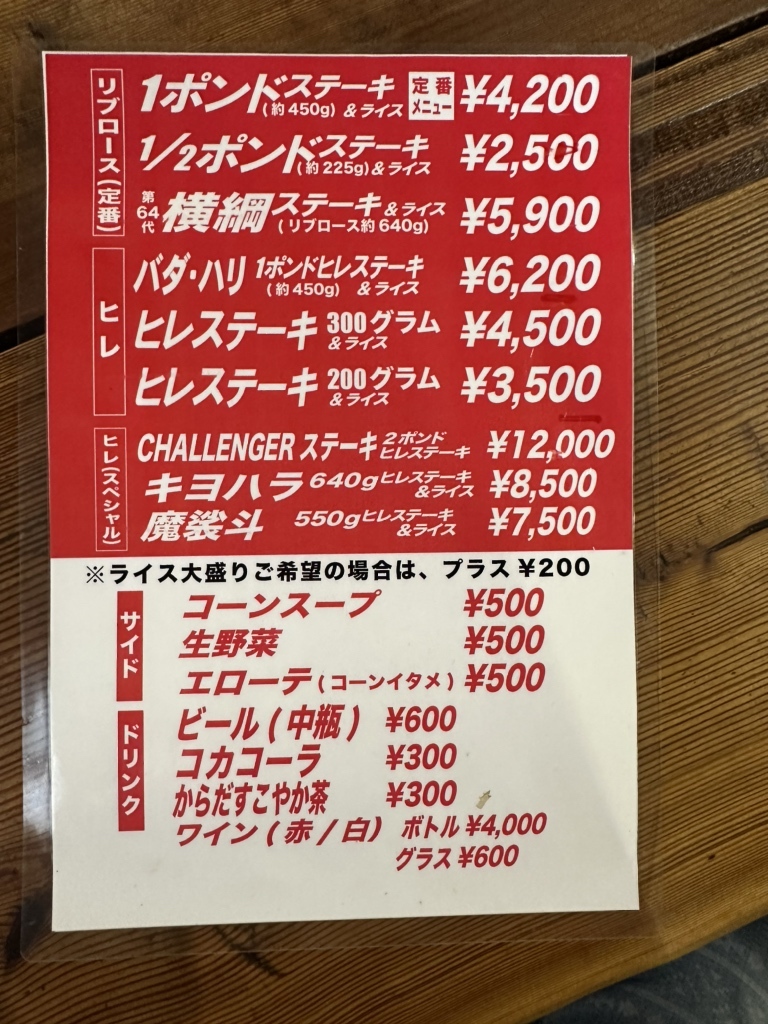 リブロース(定番)
1ポンドステーキ (約450g) &ライス 定番メニュー ¥4,200
1/2ポンドステーキ (約225g)&ライス ¥2,500
第64代 横綱ステーキ &ライス (リブロース約640g) ¥5,900
ヒレ
バダ・ハリ 1ポンドヒレステーキ (約450g) &ライス ¥6,200
ヒレステーキ 300グラム &ライス ¥4,500
ヒレステーキ 200グラム &ライス ¥3,500
ヒレ(スペシャル)
CHALLENGER ステーキ 2ポンド ヒレステーキ ¥12,000
キヨハラ 640gヒレステーキ &ライス ¥8,500
魔裟斗 550gヒレステーキ &ライス ¥7,500
※ライス大盛りご希望の場合は、プラス¥200
サイド
コーンスープ ¥500
生野菜 ¥500
エローテ(コーンイタメ) ¥500
ドリンク
ビール(中瓶) ¥600
コカコーラ ¥300
からだすこやか茶 ¥300
ワイン(赤/白) ボトル¥4,000
グラス¥600